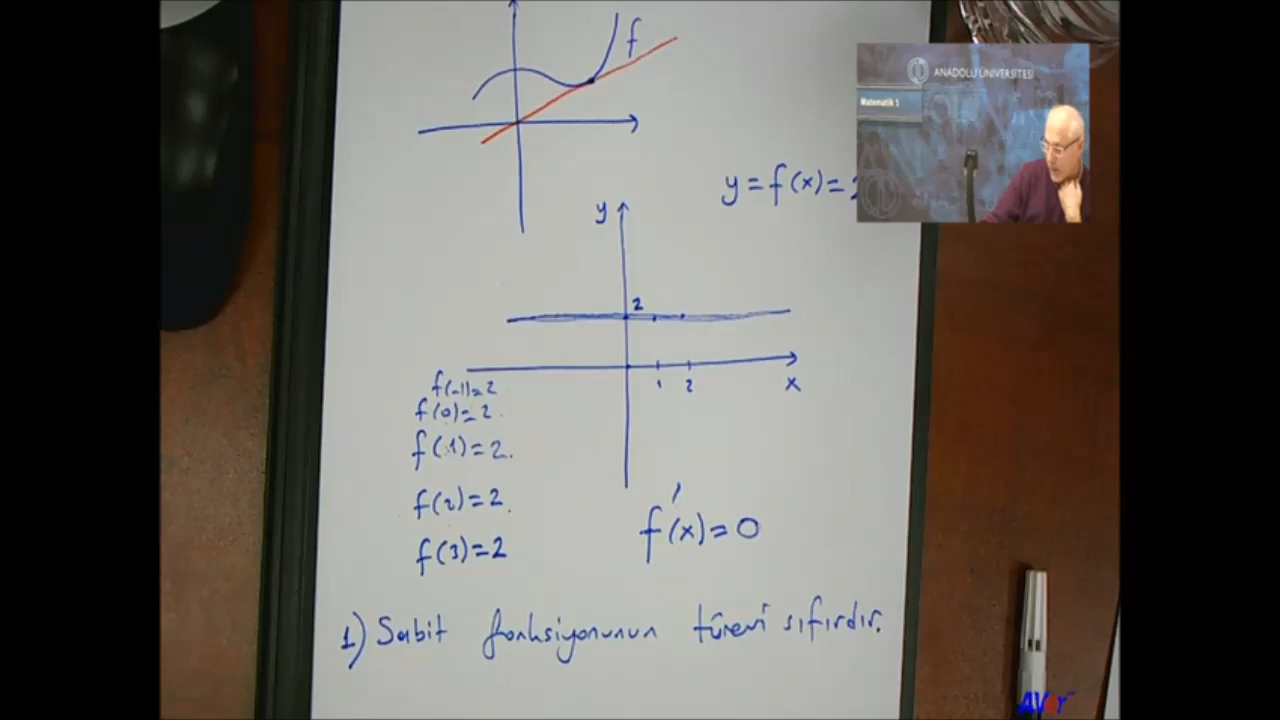 f
ANADOLU ÜNİVERSİTESİ
Matematik 1
y = f(x) = 2
y
2
1 2
x
f(-1)=2
f(0)=2.
f(1)=2.
f(2)=2.
f(3)=2
f'(x)=0
1) Sabit fonksiyonunun türevi sıfırdır.